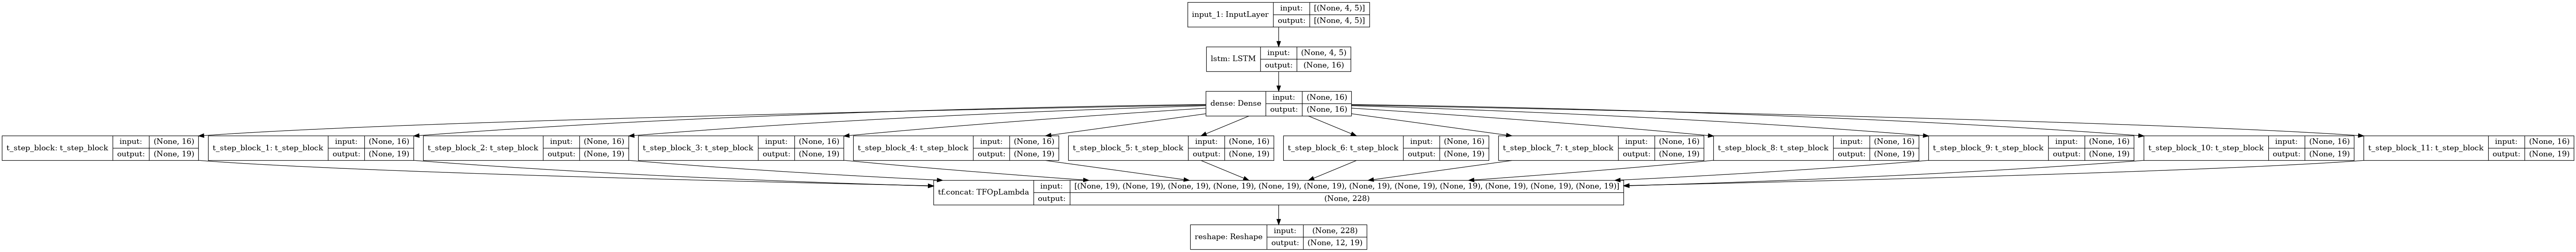 input_1: InputLayer input: [(None, 4, 5)]
output: [(None, 4, 5)]
lstm: LSTM input: (None, 4, 5)
output: (None, 16)
dense: Dense input: (None, 16)
output: (None, 16)
t_step_block: t_step_block input: (None, 16)
output: (None, 19)
t_step_block_1: t_step_block input: (None, 16)
output: (None, 19)
t_step_block_2: t_step_block input: (None, 16)
output: (None, 19)
t_step_block_3: t_step_block input: (None, 16)
output: (None, 19)
t_step_block_4: t_step_block input: (None, 16)
output: (None, 19)
t_step_block_5: t_step_block input: (None, 16)
output: (None, 19)
t_step_block_6: t_step_block input: (None, 16)
output: (None, 19)
t_step_block_7: t_step_block input: (None, 16)
output: (None, 19)
t_step_block_8: t_step_block input: (None, 16)
output: (None, 19)
t_step_block_9: t_step_block input: (None, 16)
output: (None, 19)
t_step_block_10: t_step_block input: (None, 16)
output: (None, 19)
t_step_block_11: t_step_block input: (None, 16)
output: (None, 19)
tf.concat: TFOpLambda input: [(None, 19), (None, 19), (None, 19), (None, 19), (None, 19), (None, 19), (None, 19), (None, 19), (None, 19), (None, 19), (None, 19), (None, 19)]
output: (None, 228)
reshape: Reshape input: (None, 228)
output: (None, 12, 19)